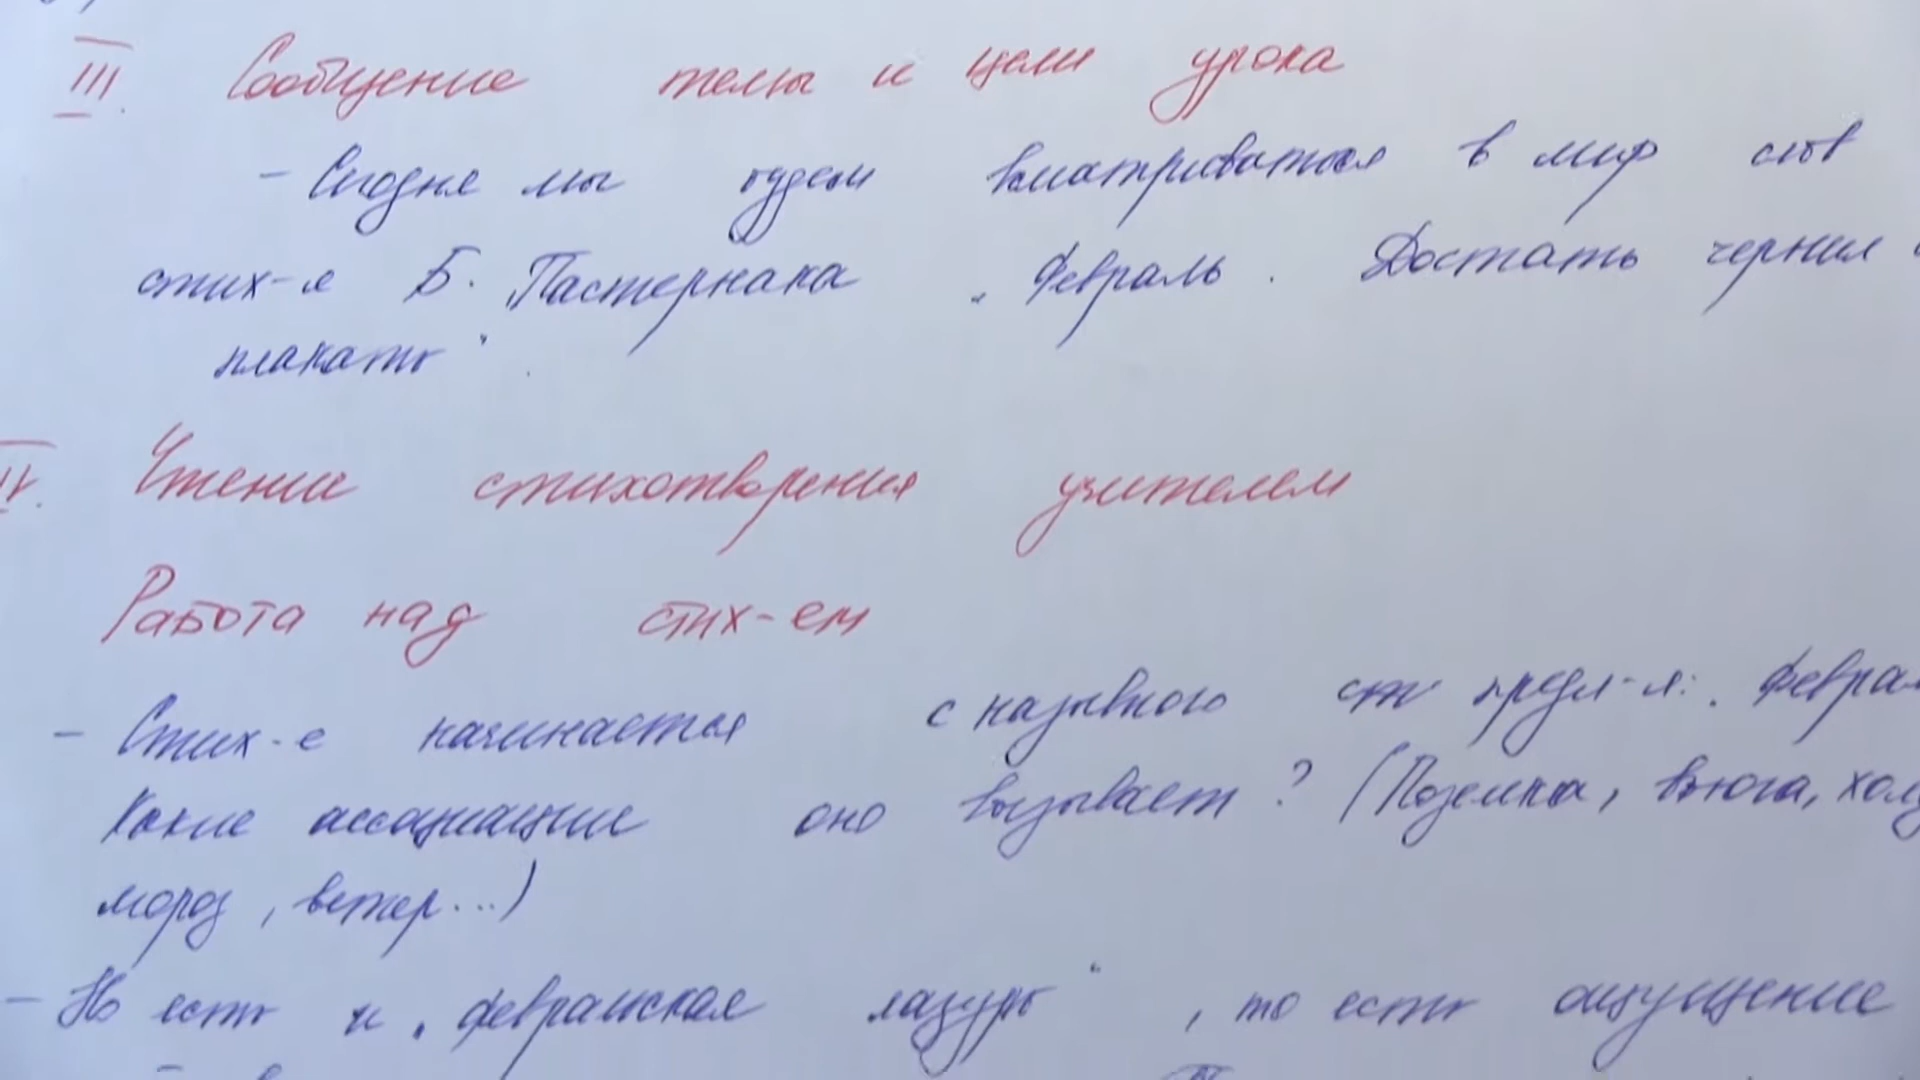 III. Сообщение темы и цели урока
- Сегодня мы будем всматриваться в мир слов
стих-я Б. Пастернака „Февраль. Достать чернил и
плакать".
IV. Чтение стихотворения учителем
Работа над стих-ем
- Стих-е начинается с назывного предл-я: „Феврал
Какие ассоциации оно вызывает? (Поземка, вьюга, холод
мороз, ветер...)
- Но есть и „февральская лазурь", то есть ощущение